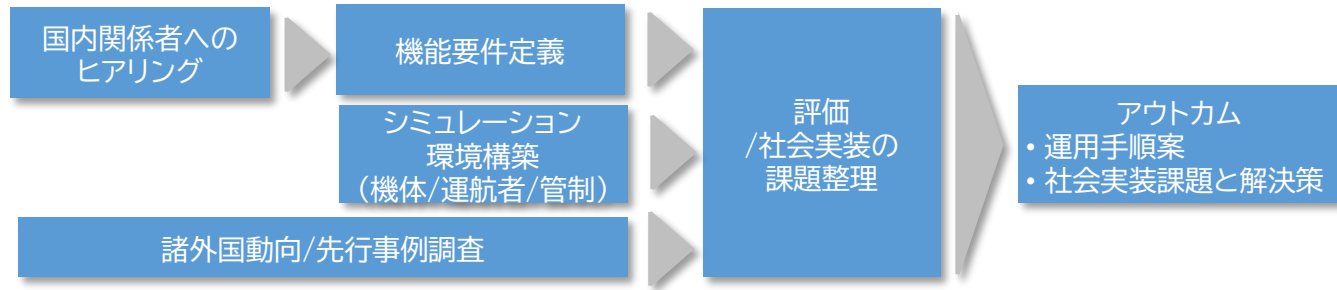 国内関係者への
ヒアリング
機能要件定義
シミュレーション
環境構築
（機体/運航者/管制）
諸外国動向/先行事例調査
評価
/社会実装の
課題整理
アウトカム
・運用手順案
・社会実装課題と解決策